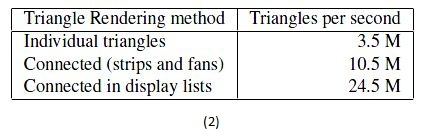 Triangle Rendering method Triangles per second
Individual triangles 3.5 M
Connected (strips and fans) 10.5 M
Connected in display lists 24.5 M
(2)